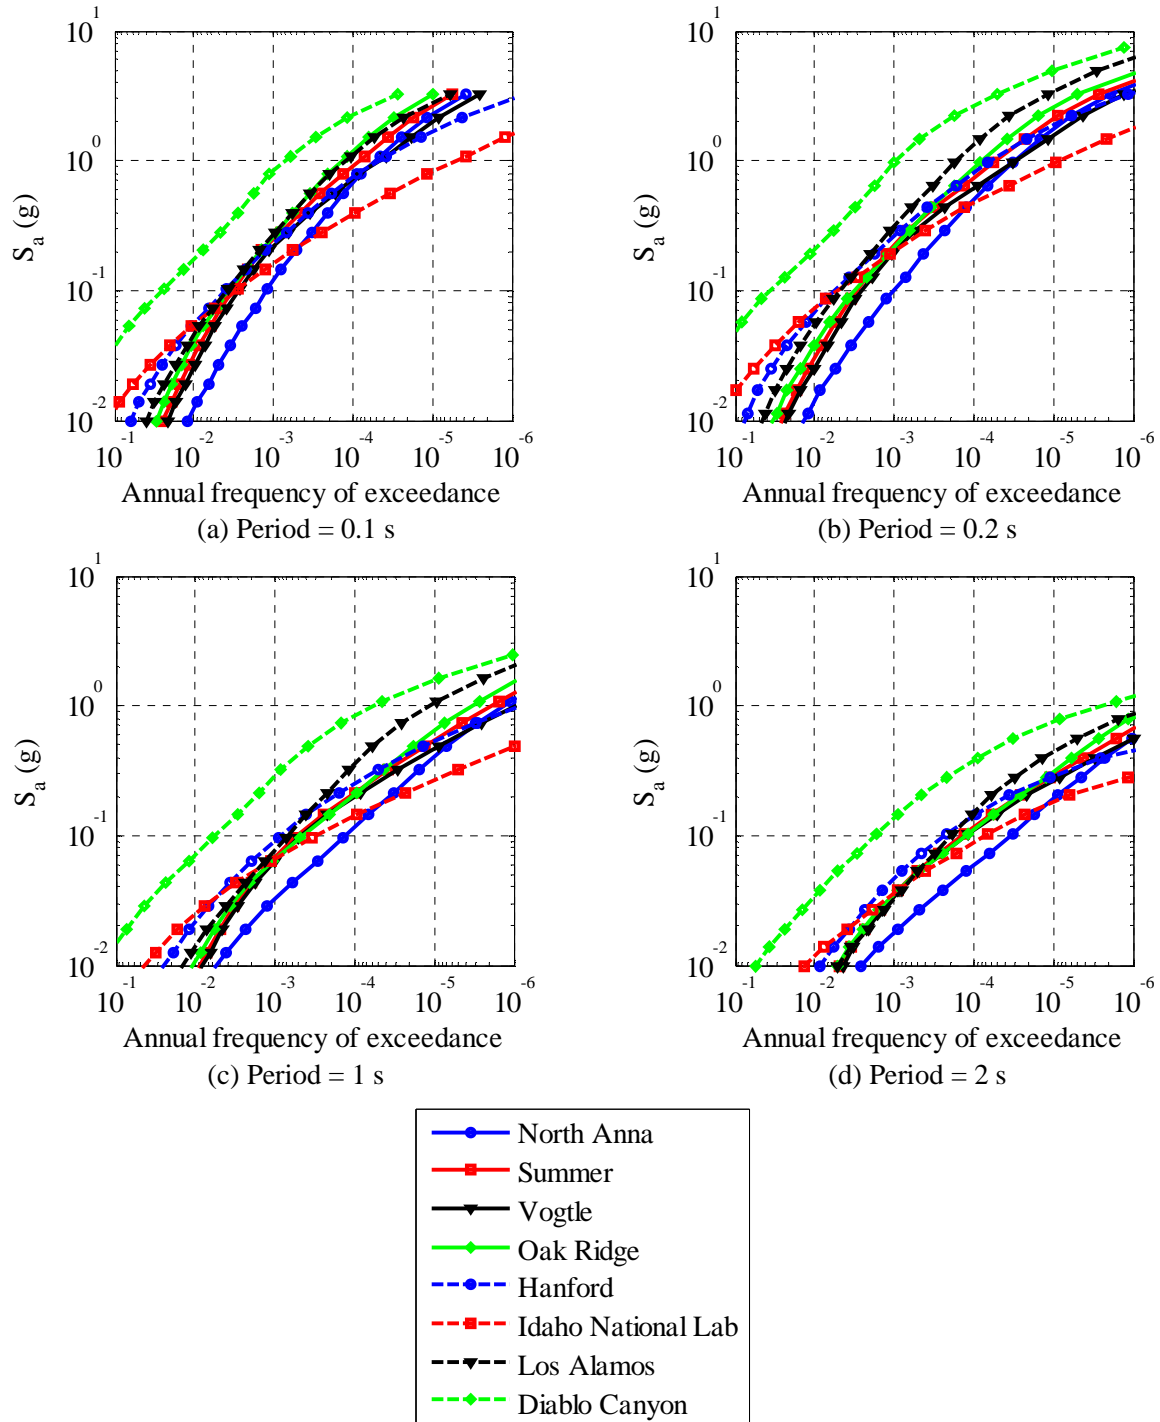 10^1
10^0
10^-1
10^-2
S_a (g)
10^-1 10^-2 10^-3 10^-4 10^-5 10^-6
Annual frequency of exceedance
(a) Period = 0.1 s
10^1
10^0
10^-1
10^-2
S_a (g)
10^-1 10^-2 10^-3 10^-4 10^-5 10^-6
Annual frequency of exceedance
(b) Period = 0.2 s
10^1
10^0
10^-1
10^-2
S_a (g)
10^-1 10^-2 10^-3 10^-4 10^-5 10^-6
Annual frequency of exceedance
(c) Period = 1 s
10^1
10^0
10^-1
10^-2
S_a (g)
10^-1 10^-2 10^-3 10^-4 10^-5 10^-6
Annual frequency of exceedance
(d) Period = 2 s
North Anna
Summer
Vogtle
Oak Ridge
Hanford
Idaho National Lab
Los Alamos
Diablo Canyon